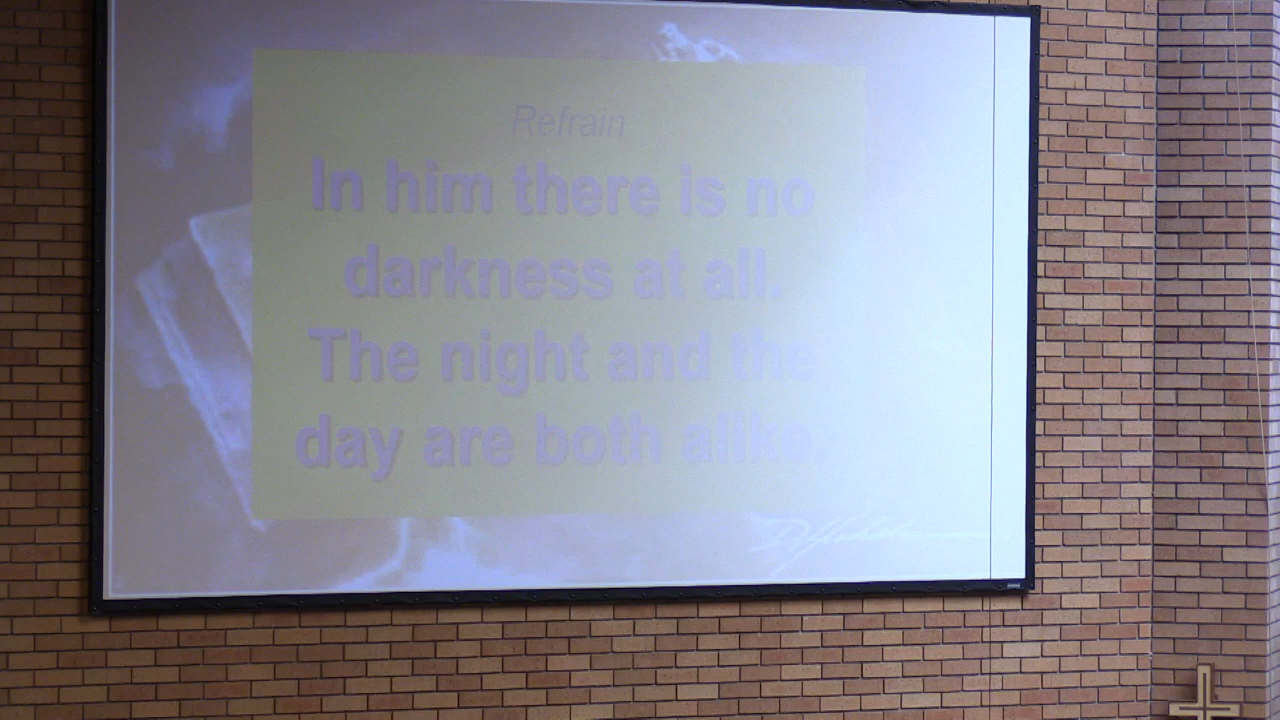 Refrain
In him there is no
darkness at all.
The night and the
day are both alike.